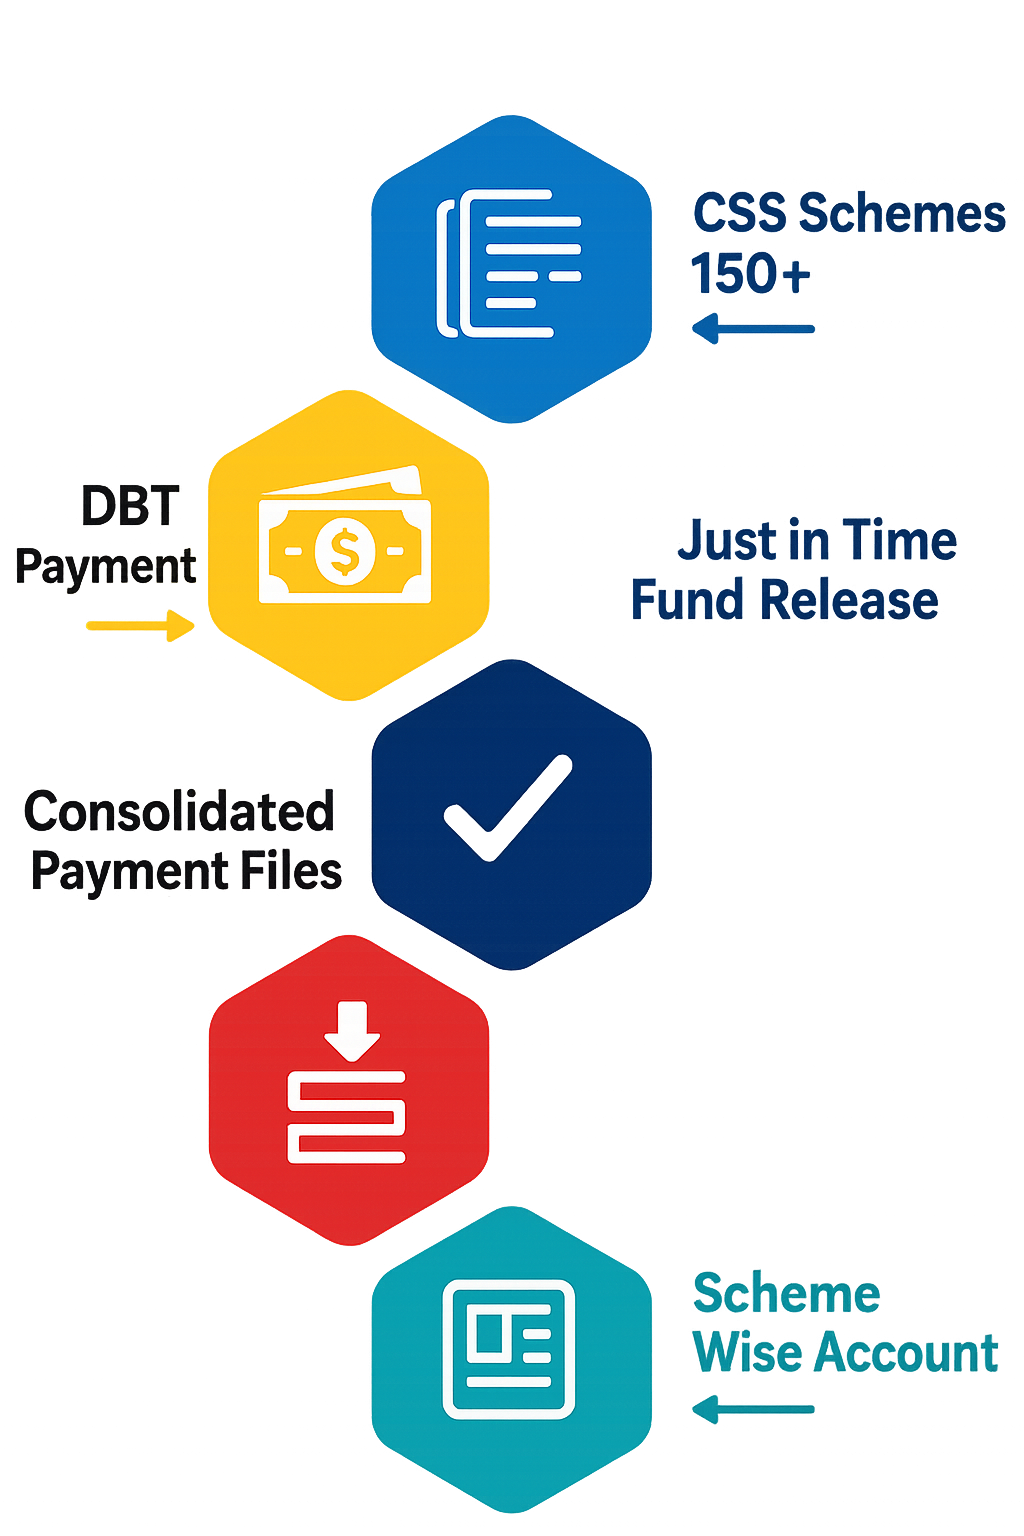 CSS Schemes
150+
DBT
Payment
Just in Time
Fund Release
Consolidated
Payment Files
Scheme
Wise Account